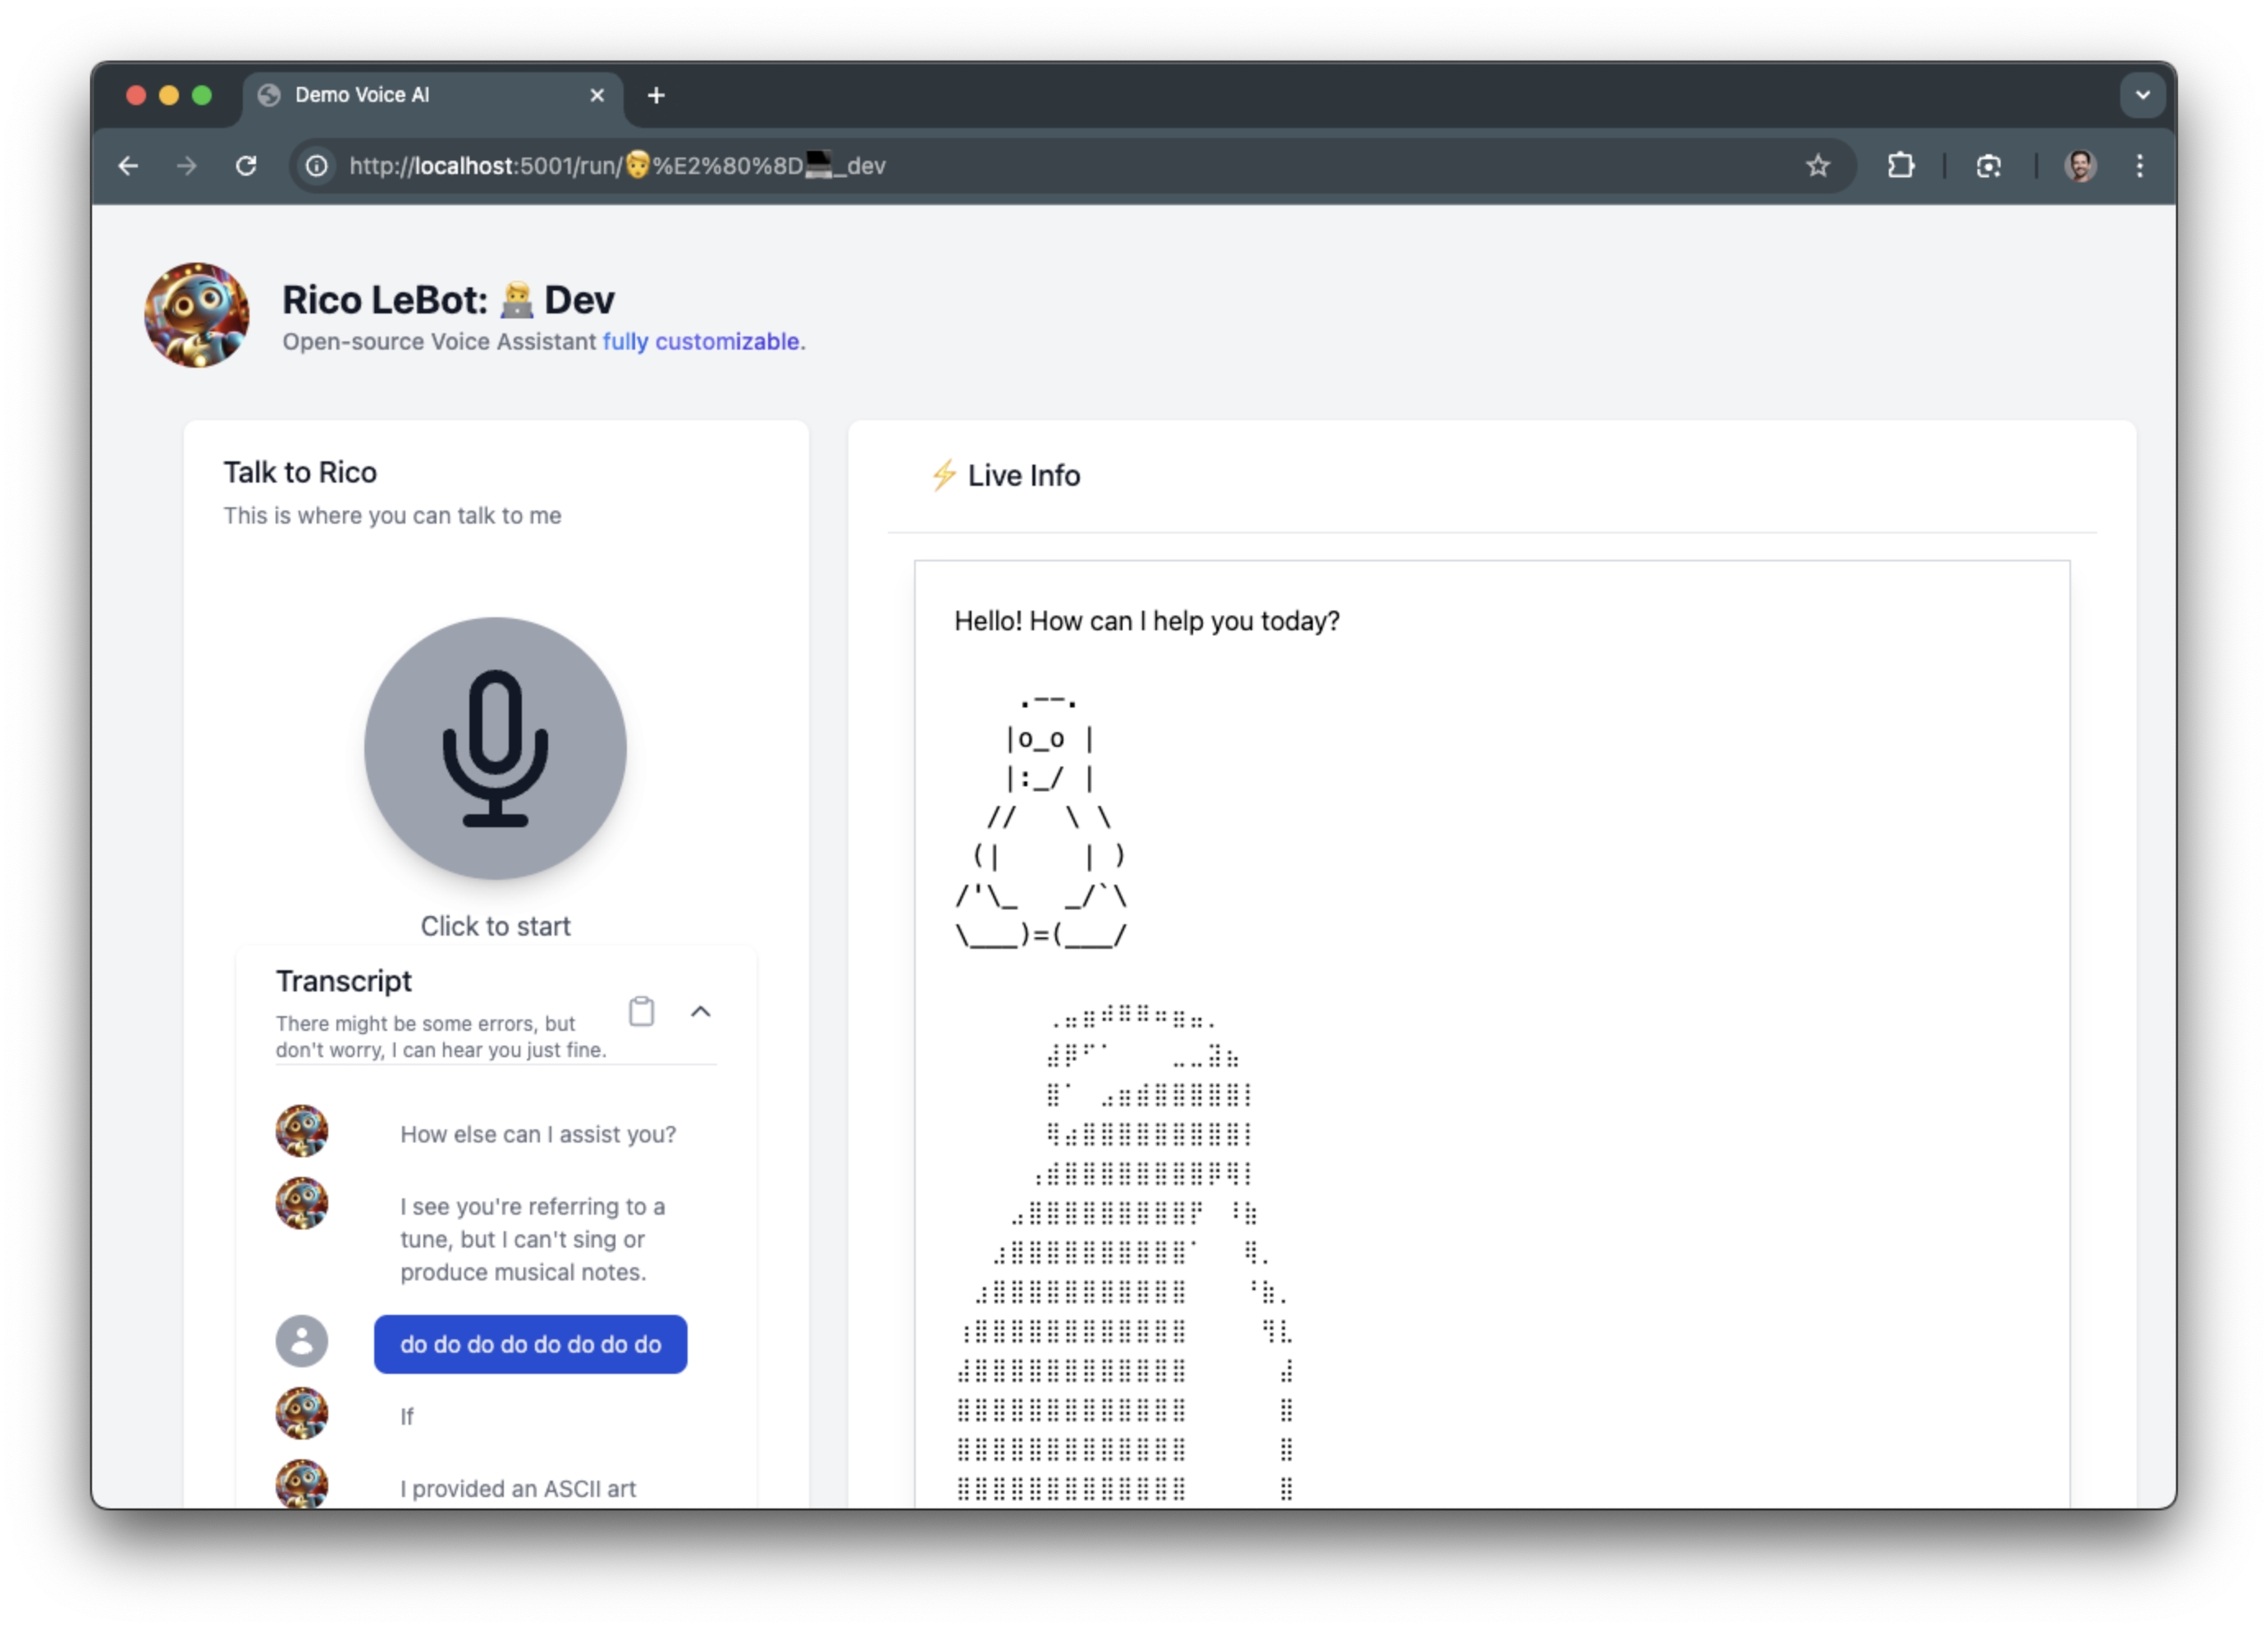 Demo Voice AI
http://localhost:5001/run/🧑%E2%80%8D💻_dev
Rico LeBot: 🧑‍💻 Dev
Open-source Voice Assistant fully customizable.
Talk to Rico
This is where you can talk to me
Click to start
Transcript
There might be some errors, but
don't worry, I can hear you just fine.
How else can I assist you?
I see you're referring to a
tune, but I can't sing or
produce musical notes.
do do do do do do do do
If
I provided an ASCII art
⚡ Live Info
Hello! How can I help you today?
    .--.
   |o_o |
   |:_/ |
  //   \ \
 (|     | )
/'\_   _/`\
\___)=(___/